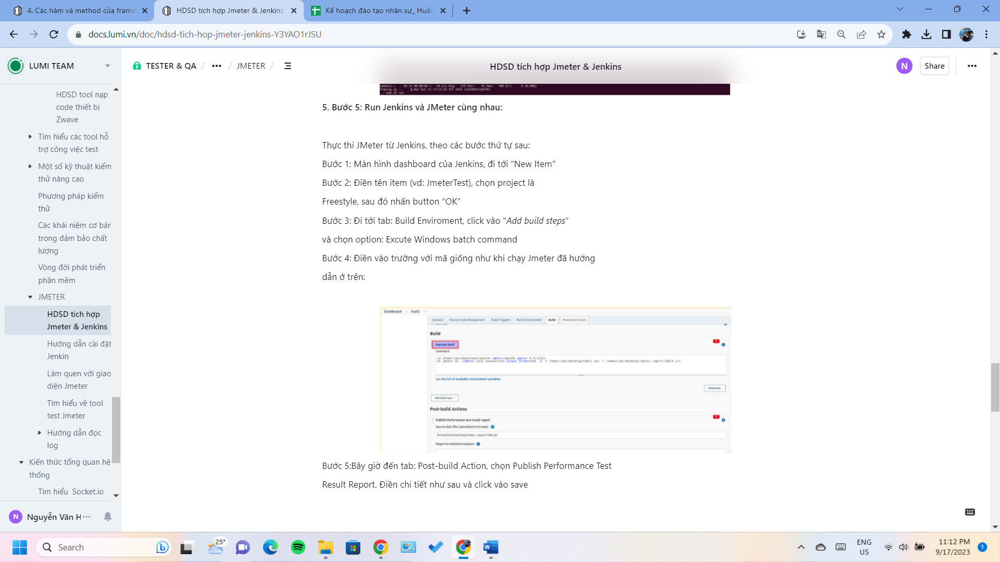 4. Các hàm và method của frame
HDSD tích hợp Jmeter & Jenkins
Kế hoạch đào tạo nhân sự_ Huấn
docs.lumi.vn/doc/hdsd-tich-hop-jmeter-jenkins-Y3YAO1rJSU
LUMI TEAM
TESTER & QA / ••• / JMETER /
HDSD tích hợp Jmeter & Jenkins
N
Share
HDSD tool nạp
code thiết bị
Zwave
Tìm hiểu các tool hỗ
trợ công việc test
Một số kỹ thuật kiểm
thử nâng cao
Phương pháp kiểm
thử
Các khái niệm cơ bản
trong đảm bảo chất
lượng
Vòng đời phát triển
phần mềm
JMETER
HDSD tích hợp
Jmeter & Jenkins
Hướng dẫn cài đặt
Jenkin
Làm quen với giao
diện Jmeter
Tìm hiểu về tool
test Jmeter
Hướng dẫn đọc
log
Kiến thức tổng quan hệ
thống
Tìm hiểu  Socket.io
N
Nguyễn Văn H
... end of run
5. Bước 5: Run Jenkins và JMeter cùng nhau:
Thực thi JMeter từ Jenkins, theo các bước thứ tự sau:
Bước 1: Màn hình dashboard của Jenkins, đi tới “New Item”
Bước 2: Điền tên item (vd: JmeterTest), chọn project là
Freestyle, sau đó nhấn button “OK”
Bước 3: Đi tới tab: Build Enviroment, click vào “Add build steps”
và chọn option: Excute Windows batch command
Bước 4: Điền vào trường với mã giống như khi chạy Jmeter đã hướng
dẫn ở trên:
Dashboard Test2
General Source Code Management Build Triggers Build Environment Build Post-build Actions
Build
X
Execute shell
Command
cd /home/lumi/Downloads/apache-jmeter/apache-jmeter-5.4.1/bin
sh jmeter.sh -Jjmeter.save.saveservice.output_format=xml -n -t /home/lumi/Desktop/Table.jmx -l /home/lumi/Desktop/Jmeter_report/Table.jtl
See the list of available environment variables
Advanced...
Add build step
Post-build Actions
X
Publish Performance test result report
Source data files (autodetects format):
/home/lumi/Desktop/Jmeter_report/Table.jtl
Regex for included samplers
Bước 5:Bây giờ đến tab: Post-build Action, chọn Publish Performance Test
Result Report. Điền chi tiết như sau và click vào save
Search
25°
ENG
US
11:12 PM
9/17/2023
1